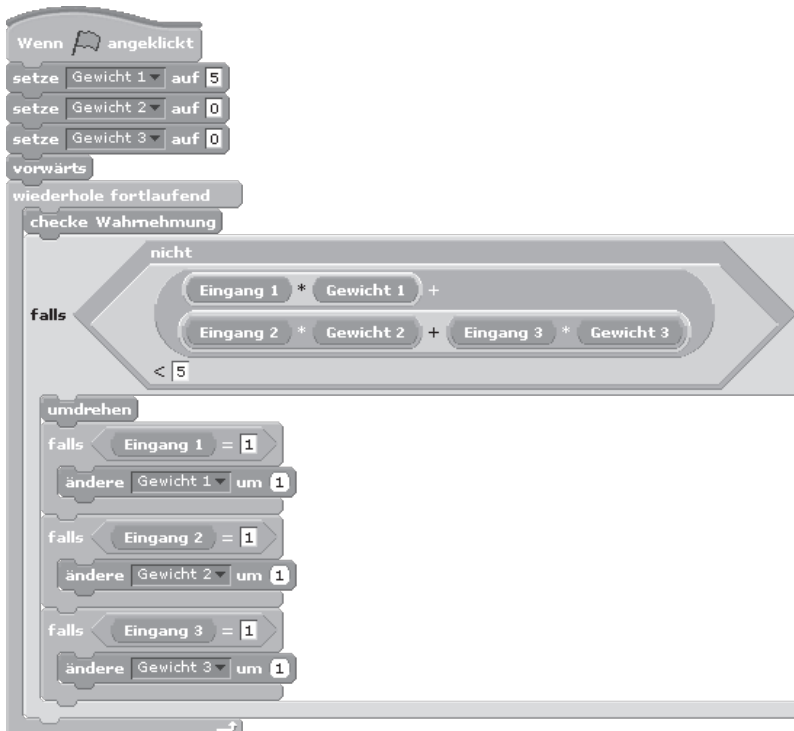 Wenn angeklickt
setze Gewicht 1 auf 5
setze Gewicht 2 auf 0
setze Gewicht 3 auf 0
vorwärts
wiederhole fortlaufend
checke Wahrnehmung
nicht
Eingang 1 * Gewicht 1 +
falls
Eingang 2 * Gewicht 2 + Eingang 3 * Gewicht 3
< 5
umdrehen
falls Eingang 1 = 1
ändere Gewicht 1 um 1
falls Eingang 2 = 1
ändere Gewicht 2 um 1
falls Eingang 3 = 1
ändere Gewicht 3 um 1